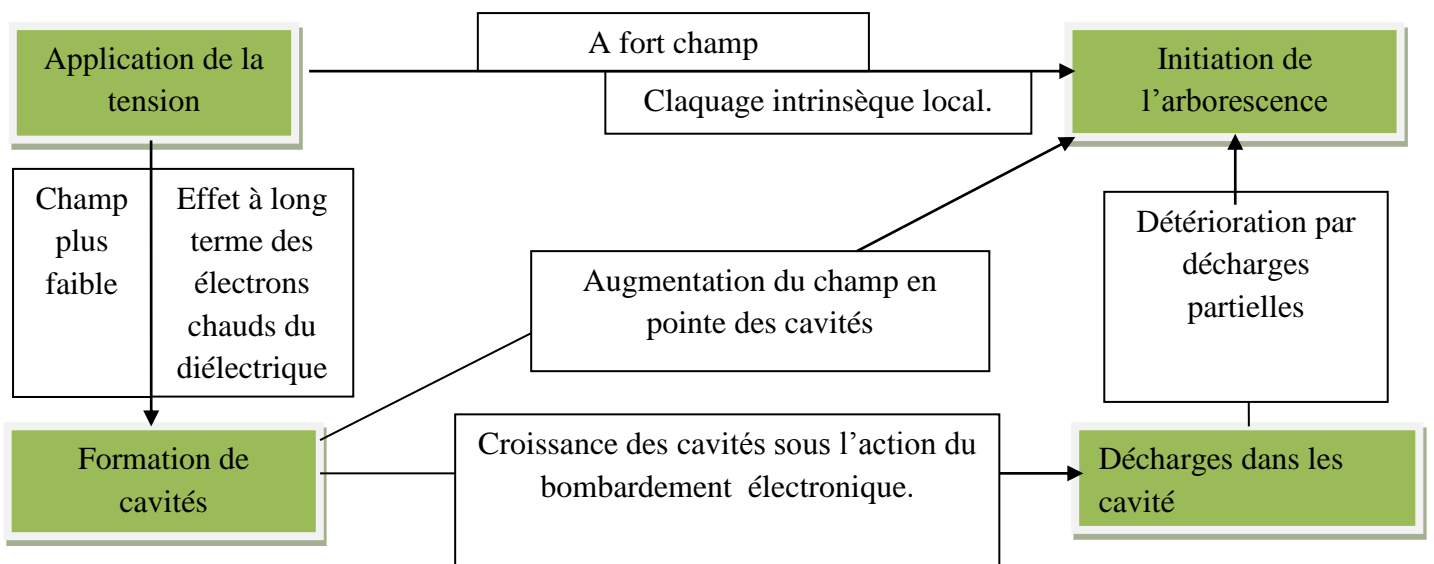 Application de la
tension
A fort champ
Claquage intrinsèque local.
Initiation de
l’arborescence
Champ
plus
faible
Effet à long
terme des
électrons
chauds du
diélectrique
Augmentation du champ en
pointe des cavités
Détérioration par
décharges
partielles
Formation de
cavités
Croissance des cavités sous l’action du
bombardement électronique.
Décharges dans les
cavité